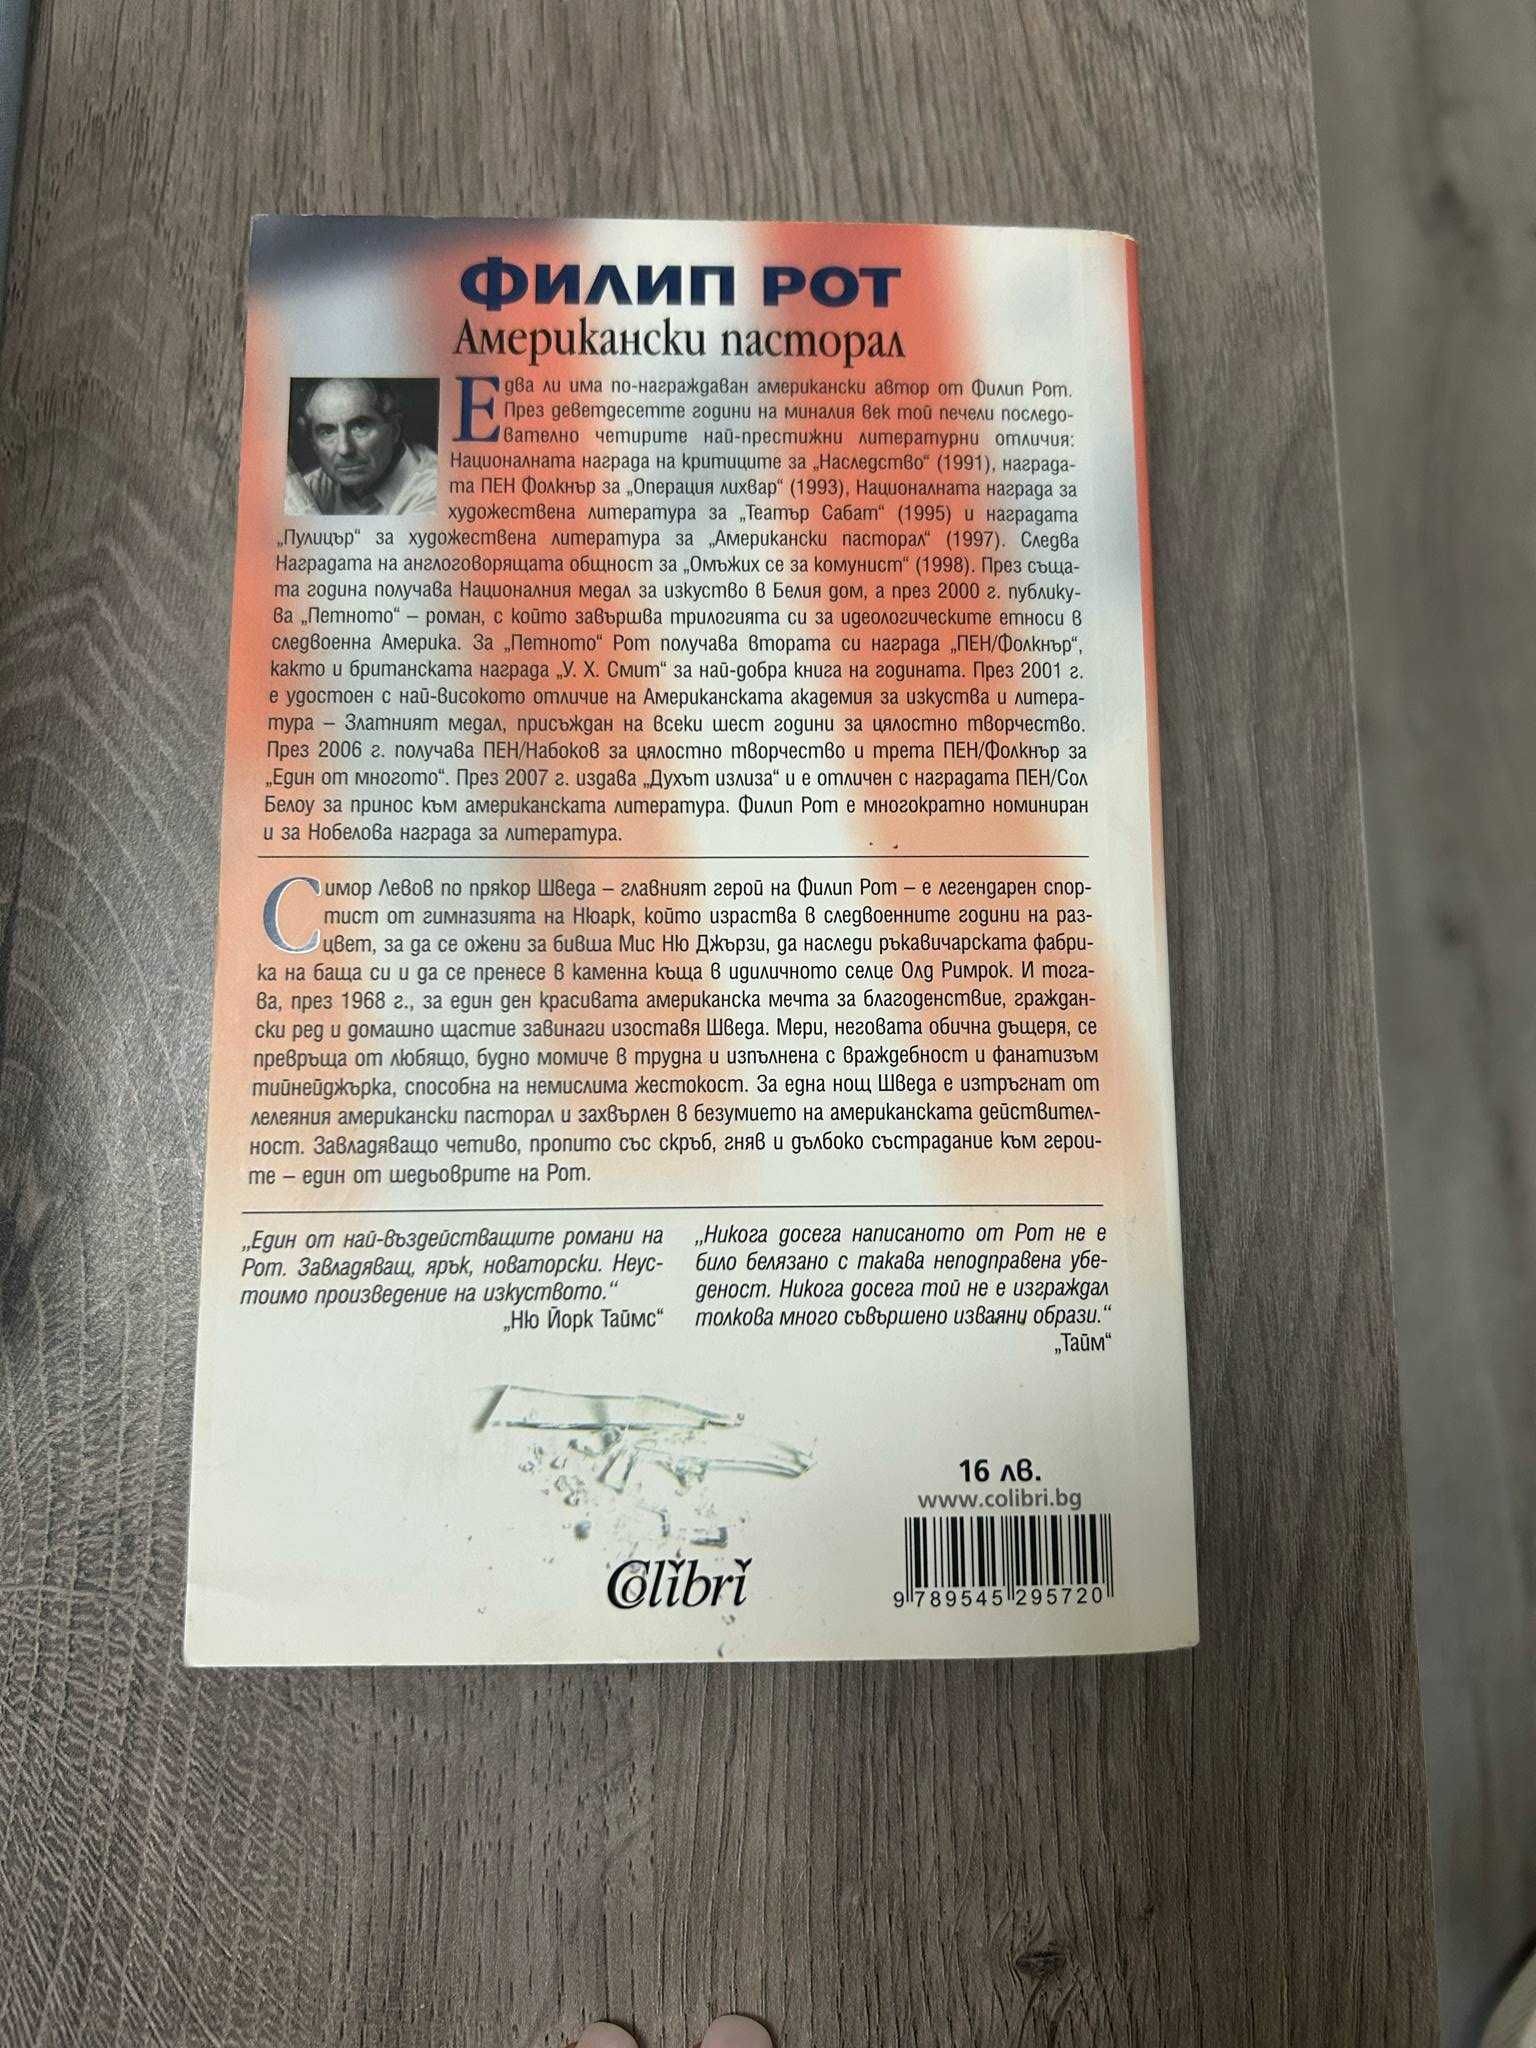 ФИЛИП РОТ
Американски пасторал
Едва ли има по-награждаван американски автор от Филип Рот.
През деветдесетте години на миналия век той печели последо-
вателно четирите най-престижни литературни отличия:
Националната награда на критиците за „Наследство“ (1991), награда-
та ПЕН Фолкнър за „Операция лихвар“ (1993), Националната награда за
художествена литература за „Театър Сабат“ (1995) и наградата
„Пулицър“ за художествена литература за „Американски пасторал“ (1997). Следва
Наградата на англоговорящата общност за „Омъжих се за комунист“ (1998). През съща-
та година получава Националния медал за изкуство в Белия дом, а през 2000 г. публику-
ва „Петното“ – роман, с който завършва трилогията си за идеологическите етноси в
следвоенна Америка. За „Петното“ Рот получава втората си награда „ПЕН/Фолкнър“,
както и британската награда „У. Х. Смит“ за най-добра книга на годината. През 2001 г.
е удостоен с най-високото отличие на Американската академия за изкуства и литера-
тура – Златният медал, присъждан на всеки шест години за цялостно творчество.
През 2006 г. получава ПЕН/Набоков за цялостно творчество и трета ПЕН/Фолкнър за
„Един от многото“. През 2007 г. издава „Духът излиза“ и е отличен с наградата ПЕН/Сол
Белоу за принос към американската литература. Филип Рот е многократно номиниран
и за Нобелова награда за литература.
Симор Левов по прякор Шведа – главният герой на Филип Рот – е легендарен спор-
тист от гимназията на Нюарк, който израства в следвоенните години на раз-
цвет, за да се ожени за бивша Мис Ню Джързи, да наследи ръкавичарската фабри-
ка на баща си и да се пренесе в каменна къща в идиличното селце Олд Римрок. И тога-
ва, през 1968 г., за един ден красивата американска мечта за благоденствие, граждан-
ски ред и домашно щастие завинаги изоставя Шведа. Мери, неговата обична дъщеря, се
превръща от любящо, будно момиче в трудна и изпълнена с враждебност и фанатизъм
тийнейджърка, способна на немислима жестокост. За една нощ Шведа е изтръгнат от
лелеяния американски пасторал и захвърлен в безумието на американската действител-
ност. Завладяващо четиво, пропито със скръб, гняв и дълбоко състрадание към герои-
те – един от шедьоврите на Рот.
„Един от най-въздействащите романи на
Рот. Завладяващ, ярък, новаторски. Неус-
тоимо произведение на изкуството.“
„Ню Йорк Таймс“
„Никога досега написаното от Рот не е
било белязано с такава неподправена убе-
деност. Никога досега той не е изграждал
толкова много съвършено изваяни образи.“
„Тайм“
16 лв.
www.colibri.bg
Colibri
9 789545 295720